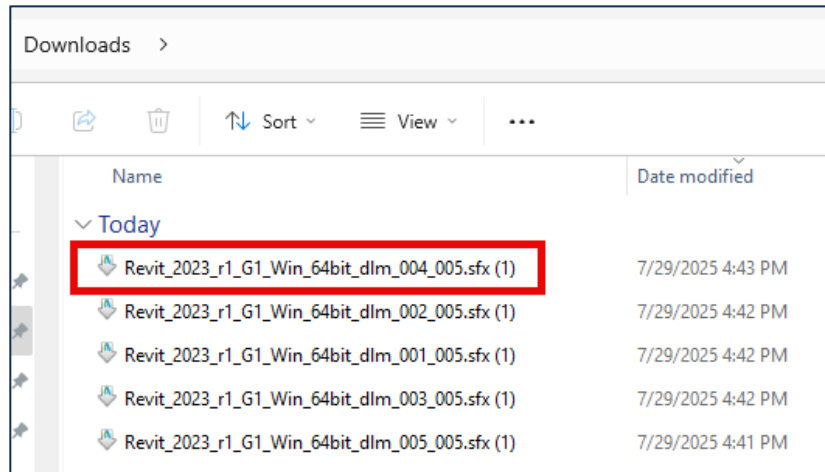 Downloads >
Sort View ...
Name Date modified
Today
Revit_2023_r1_G1_Win_64bit_dlm_004_005.sfx (1) 7/29/2025 4:43 PM
Revit_2023_r1_G1_Win_64bit_dlm_002_005.sfx (1) 7/29/2025 4:42 PM
Revit_2023_r1_G1_Win_64bit_dlm_001_005.sfx (1) 7/29/2025 4:42 PM
Revit_2023_r1_G1_Win_64bit_dlm_003_005.sfx (1) 7/29/2025 4:42 PM
Revit_2023_r1_G1_Win_64bit_dlm_005_005.sfx (1) 7/29/2025 4:41 PM